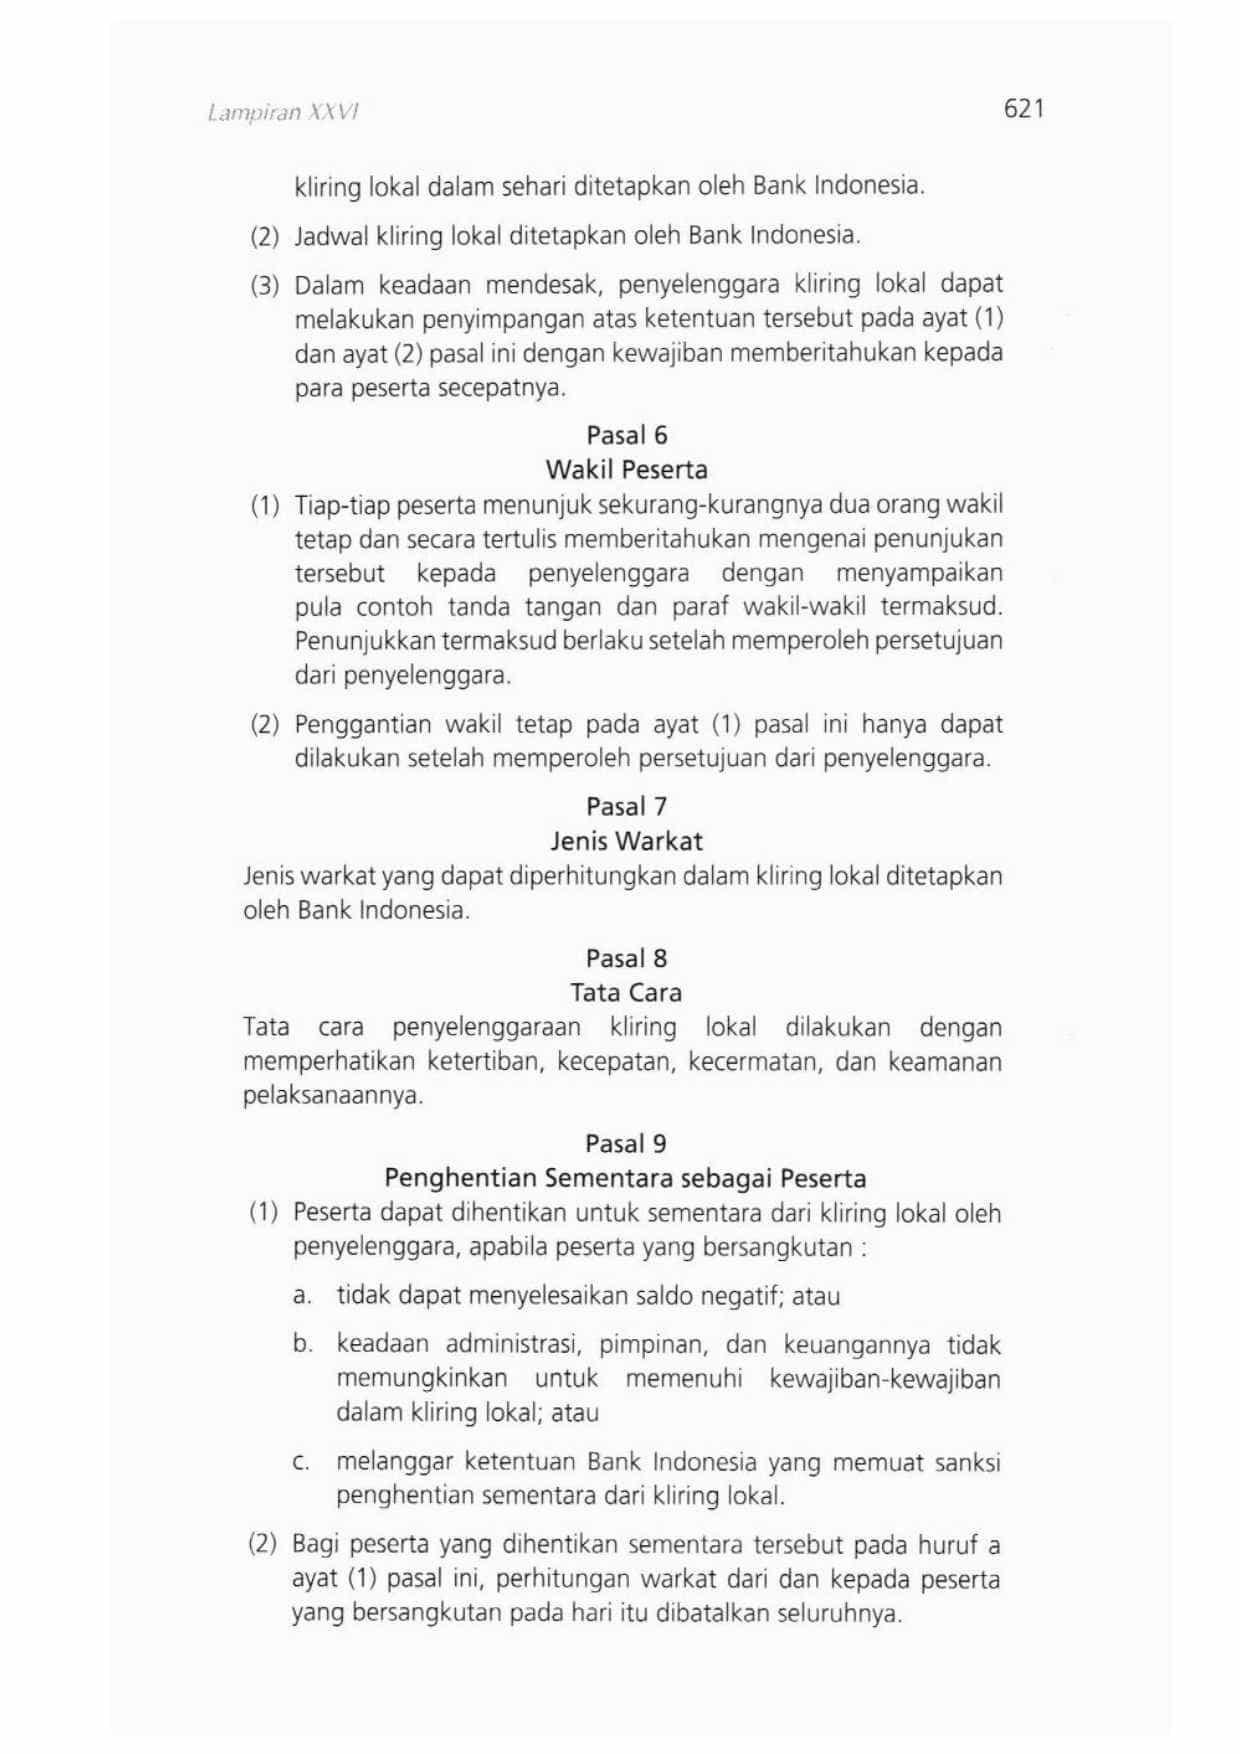 Lampiran XXVI
621
kliring lokal dalam sehari ditetapkan oleh Bank Indonesia.
(2) Jadwal kliring lokal ditetapkan oleh Bank Indonesia.
(3) Dalam keadaan mendesak, penyelenggara kliring lokal dapat
melakukan penyimpangan atas ketentuan tersebut pada ayat (1)
dan ayat (2) pasal ini dengan kewajiban memberitahukan kepada
para peserta secepatnya.
Pasal 6
Wakil Peserta
(1) Tiap-tiap peserta menunjuk sekurang-kurangnya dua orang wakil
tetap dan secara tertulis memberitahukan mengenai penunjukan
tersebut kepada penyelenggara dengan menyampaikan
pula contoh tanda tangan dan paraf wakil-wakil termaksud.
Penunjukkan termaksud berlaku setelah memperoleh persetujuan
dari penyelenggara.
(2) Penggantian wakil tetap pada ayat (1) pasal ini hanya dapat
dilakukan setelah memperoleh persetujuan dari penyelenggara.
Pasal 7
Jenis Warkat
Jenis warkat yang dapat diperhitungkan dalam kliring lokal ditetapkan
oleh Bank Indonesia.
Pasal 8
Tata Cara
Tata cara penyelenggaraan kliring lokal dilakukan dengan
memperhatikan ketertiban, kecepatan, kecermatan, dan keamanan
pelaksanaannya.
Pasal 9
Penghentian Sementara sebagai Peserta
(1) Peserta dapat dihentikan untuk sementara dari kliring lokal oleh
penyelenggara, apabila peserta yang bersangkutan :
a. tidak dapat menyelesaikan saldo negatif; atau
b. keadaan administrasi, pimpinan, dan keuangannya tidak
memungkinkan untuk memenuhi kewajiban-kewajiban
dalam kliring lokal; atau
c. melanggar ketentuan Bank Indonesia yang memuat sanksi
penghentian sementara dari kliring lokal.
(2) Bagi peserta yang dihentikan sementara tersebut pada huruf a
ayat (1) pasal ini, perhitungan warkat dari dan kepada peserta
yang bersangkutan pada hari itu dibatalkan seluruhnya.